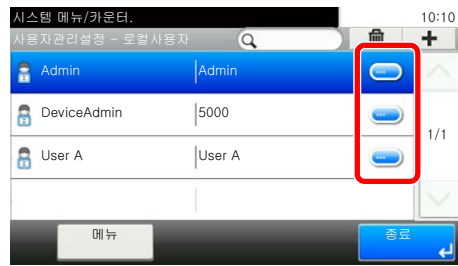 시스템 메뉴/카운터. 10:10
사용자관리설정 - 로컬사용자
Admin Admin
DeviceAdmin 5000
User A User A
1/1
메뉴 종료